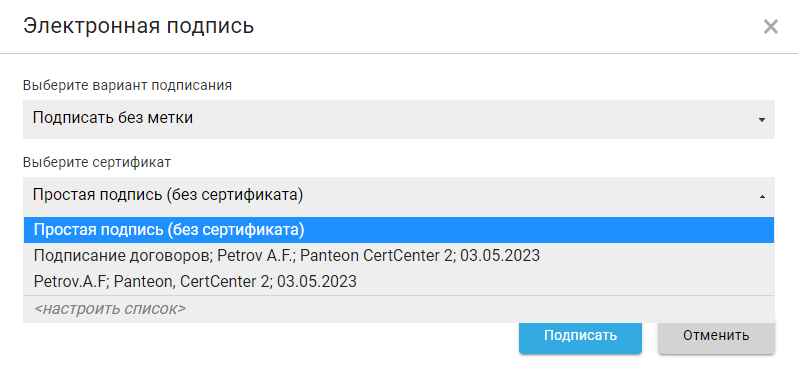 Электронная подпись
Выберите вариант подписания
Подписать без метки
Выберите сертификат
Простая подпись (без сертификата)
Простая подпись (без сертификата)
Подписание договоров; Petrov A.F.; Panteon CertCenter 2; 03.05.2023
Petrov.A.F; Panteon, CertCenter 2; 03.05.2023
<настроить список>
Подписать Отменить